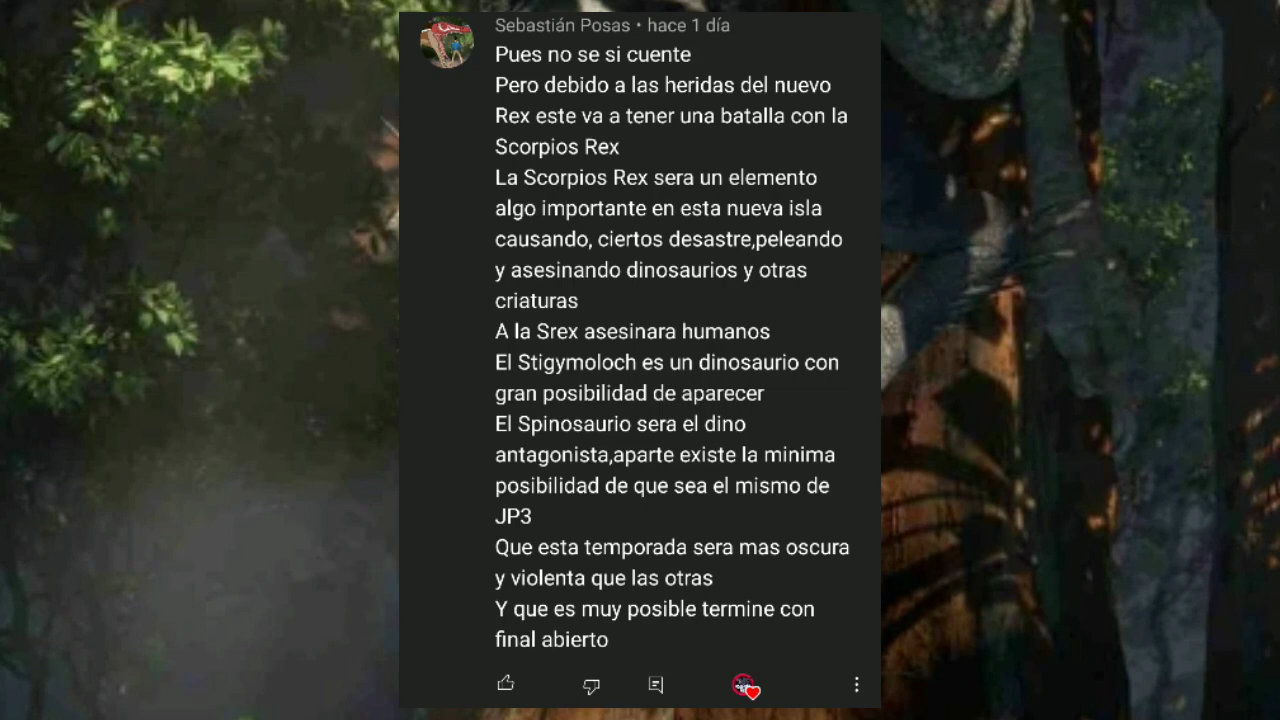 Sebastián Posas • hace 1 día
Pues no se si cuente
Pero debido a las heridas del nuevo
Rex este va a tener una batalla con la
Scorpios Rex
La Scorpios Rex sera un elemento
algo importante en esta nueva isla
causando, ciertos desastre,peleando
y asesinando dinosaurios y otras
criaturas
A la Srex asesinara humanos
El Stigymoloch es un dinosaurio con
gran posibilidad de aparecer
El Spinosaurio sera el dino
antagonista,aparte existe la minima
posibilidad de que sea el mismo de
JP3
Que esta temporada sera mas oscura
y violenta que las otras
Y que es muy posible termine con
final abierto